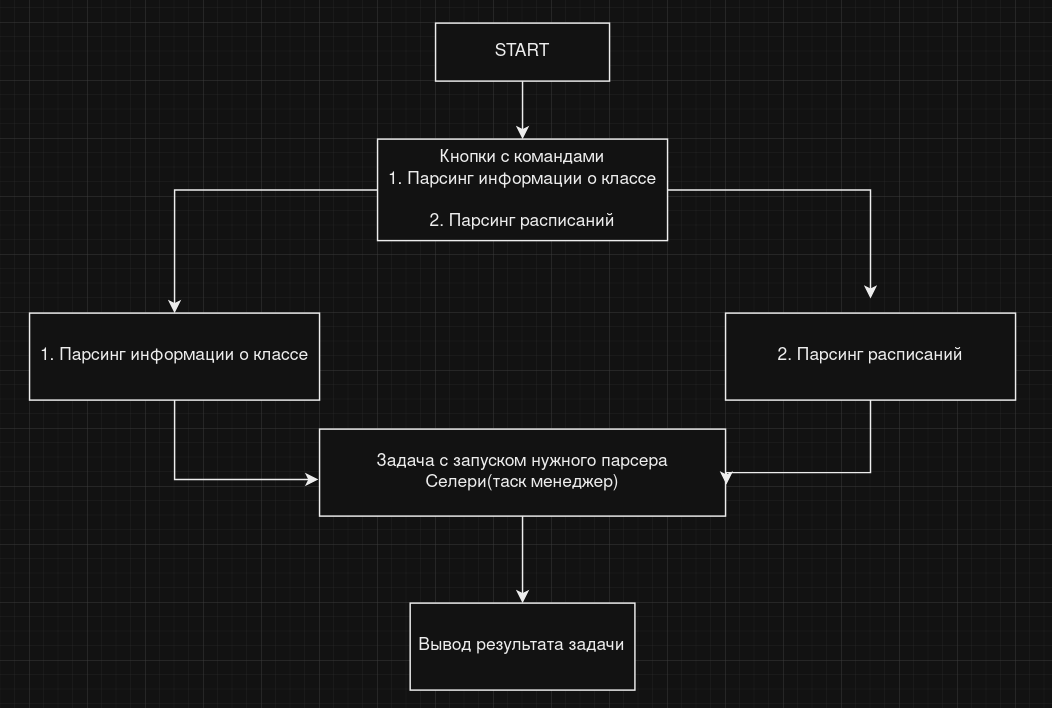 START
Кнопки с командами
1. Парсинг информации о классе
2. Парсинг расписаний
1. Парсинг информации о классе
2. Парсинг расписаний
Задача с запуском нужного парсера
Селери(таск менеджер)
Вывод результата задачи